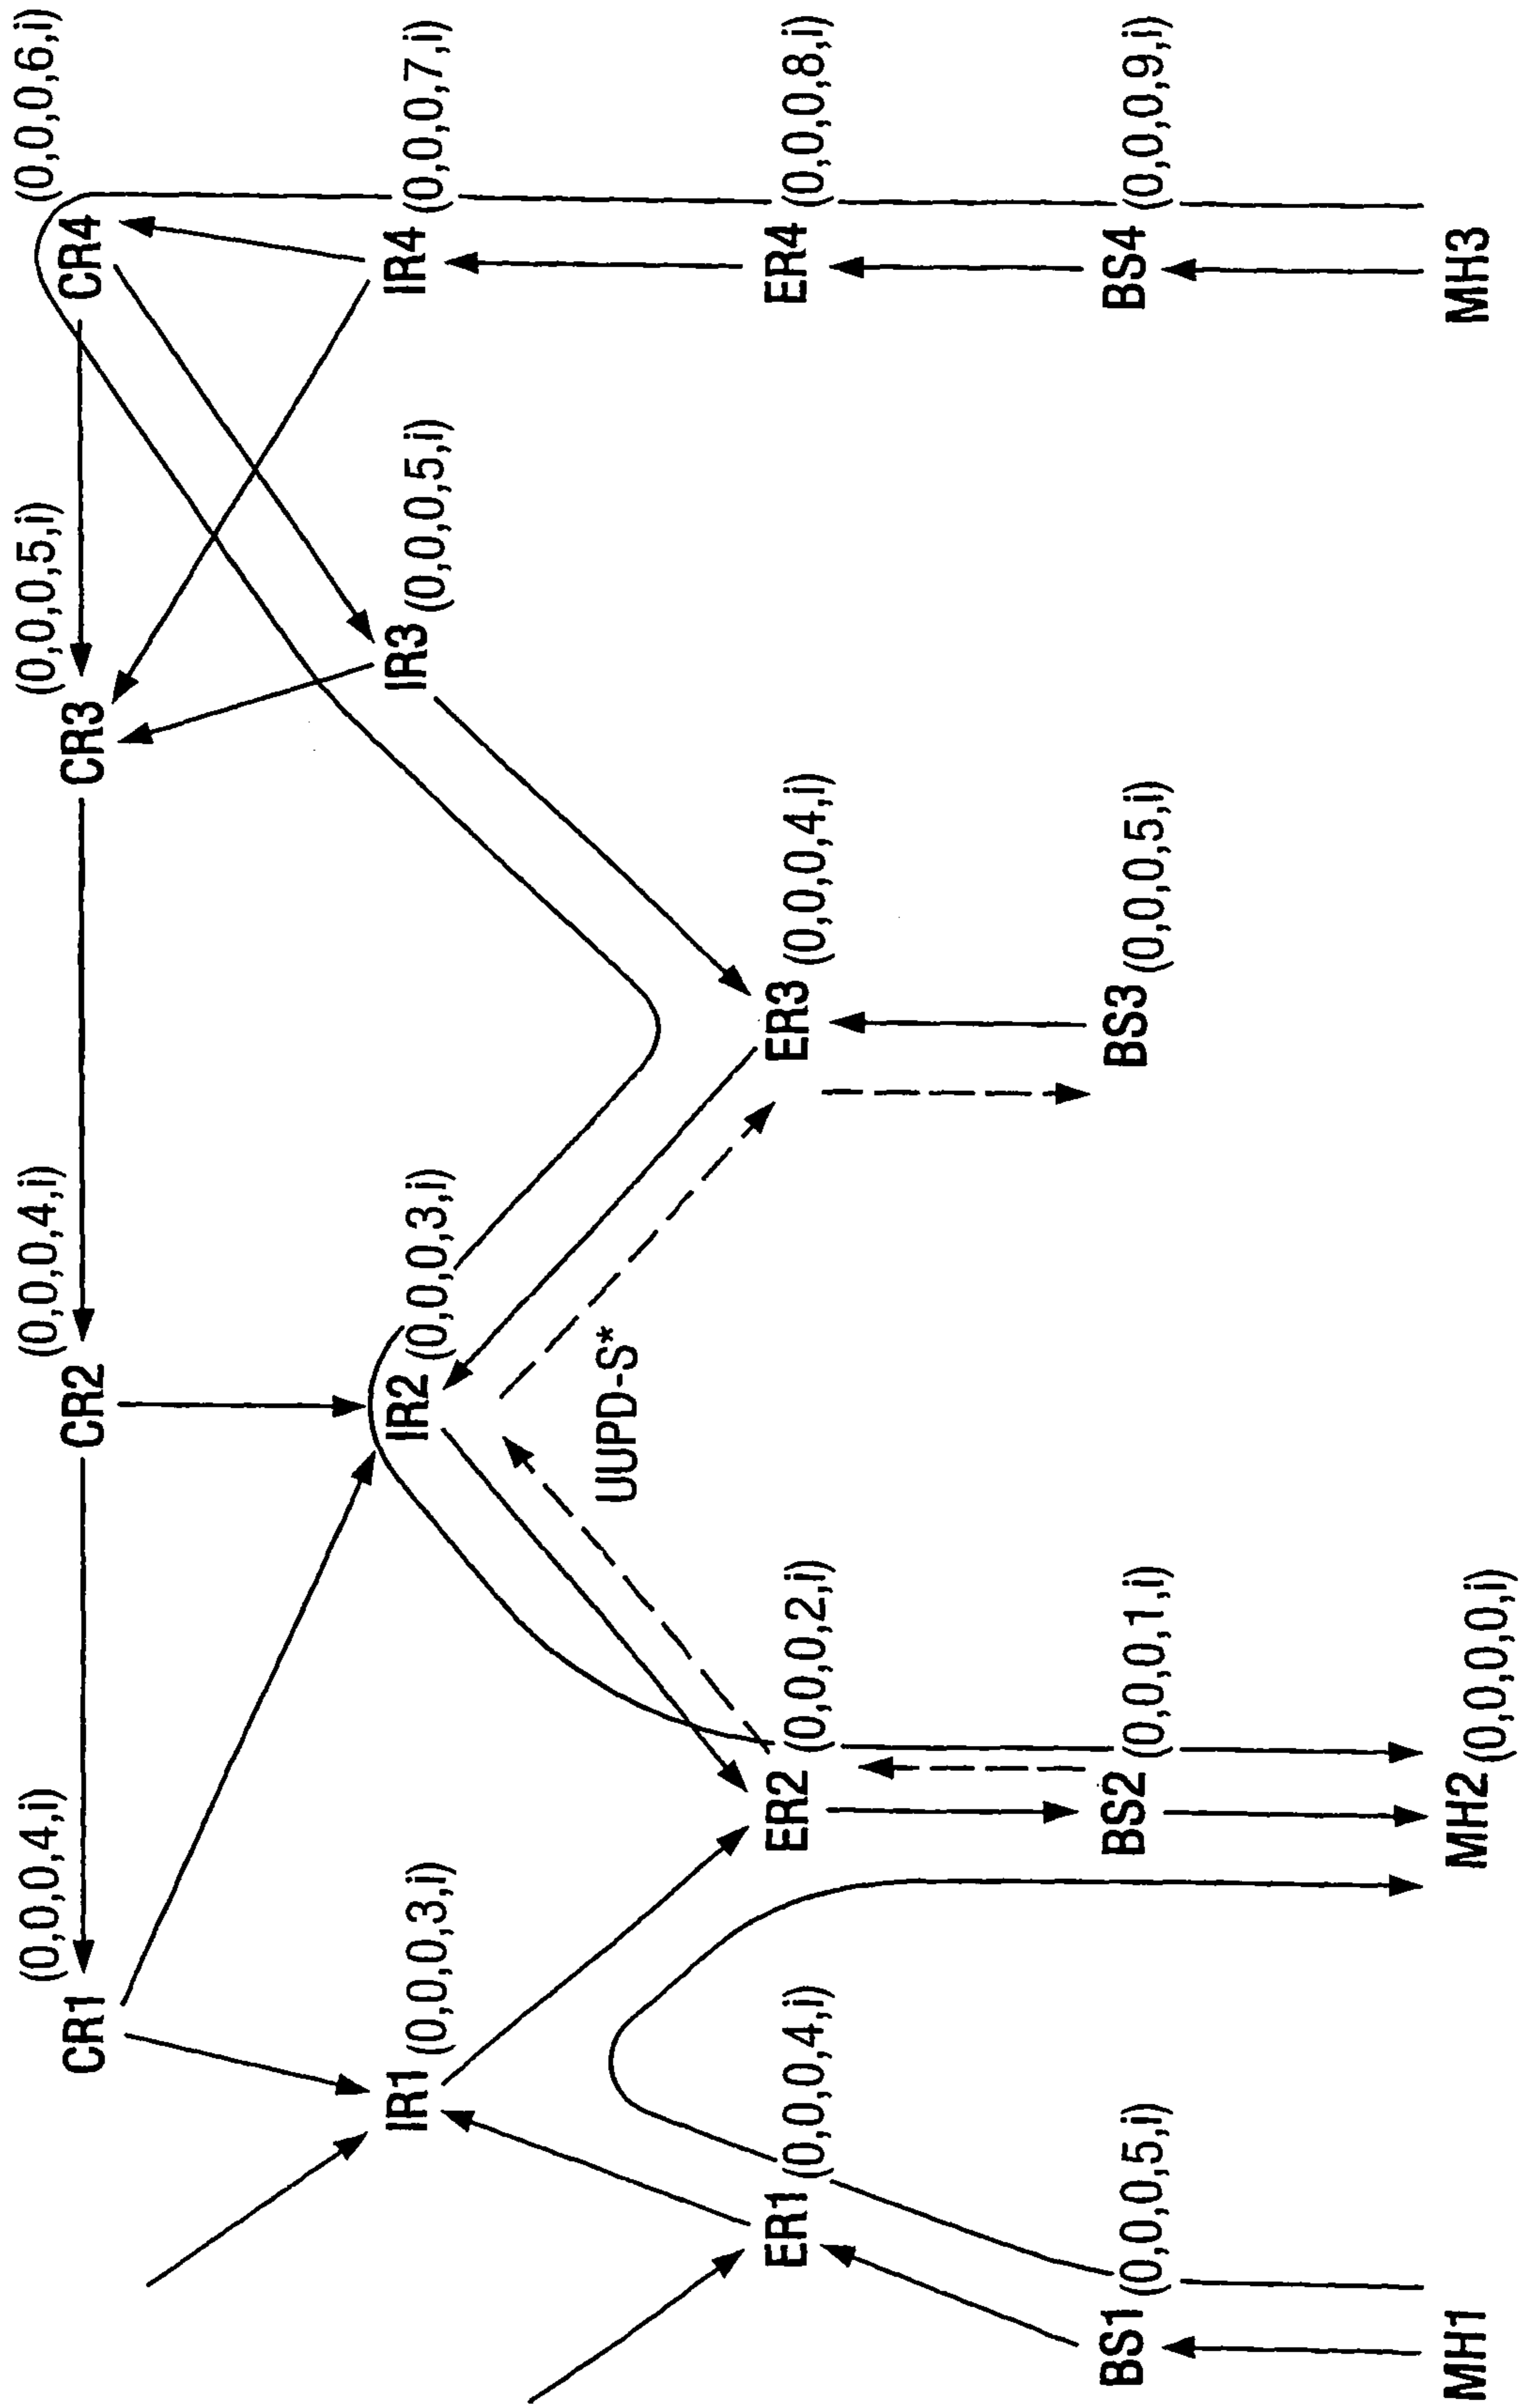 CR1 (0,0,0,4,i)
CR2 (0,0,0,4,i)
CR3 (0,0,0,5,i)
CR4 (0,0,0,6,i)
IR1 (0,0,0,3,i)
IR2 (0,0,0,3,i)
IR3 (0,0,0,5,i)
IR4 (0,0,0,7,i)
UUPD-S*
ER1 (0,0,0,4,i)
ER2 (0,0,0,2,i)
ER3 (0,0,0,4,i)
ER4 (0,0,0,8,i)
BS1 (0,0,0,5,i)
BS2 (0,0,0,1,i)
BS3 (0,0,0,5,i)
BS4 (0,0,0,9,i)
MH1
MH2 (0,0,0,0,i)
MH3